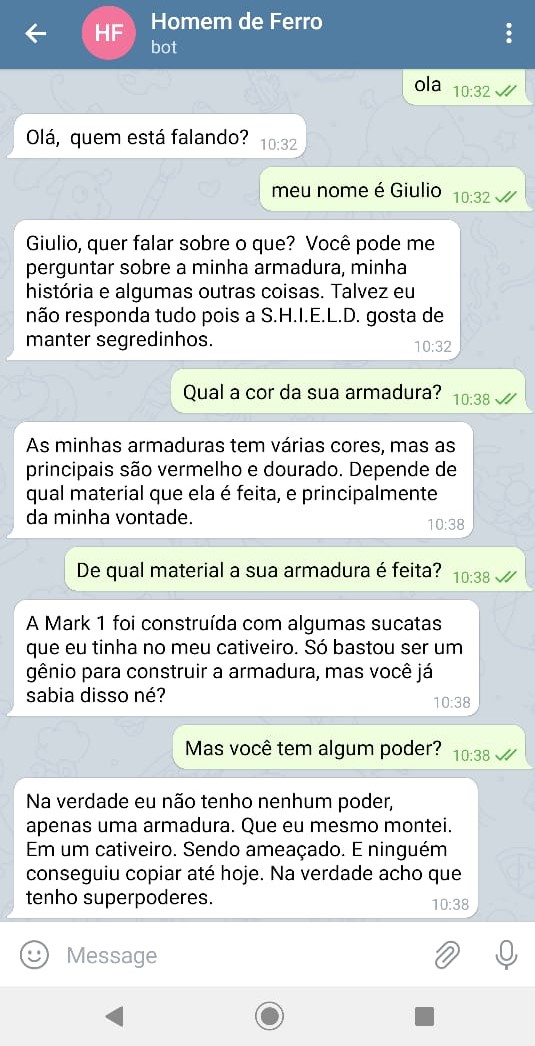 HF
Homem de Ferro
bot
ola 10:32
Olá, quem está falando? 10:32
meu nome é Giulio 10:32
Giulio, quer falar sobre o que? Você pode me
perguntar sobre a minha armadura, minha
história e algumas outras coisas. Talvez eu
não responda tudo pois a S.H.I.E.L.D. gosta de
manter segredinhos. 10:32
Qual a cor da sua armadura? 10:38
As minhas armaduras tem várias cores, mas as
principais são vermelho e dourado. Depende de
qual material que ela é feita, e principalmente
da minha vontade. 10:38
De qual material a sua armadura é feita? 10:38
A Mark 1 foi construída com algumas sucatas
que eu tinha no meu cativeiro. Só bastou ser um
gênio para construir a armadura, mas você já
sabia disso né? 10:38
Mas você tem algum poder? 10:38
Na verdade eu não tenho nenhum poder,
apenas uma armadura. Que eu mesmo montei.
Em um cativeiro. Sendo ameaçado. E ninguém
conseguiu copiar até hoje. Na verdade acho que
tenho superpoderes. 10:38
Message